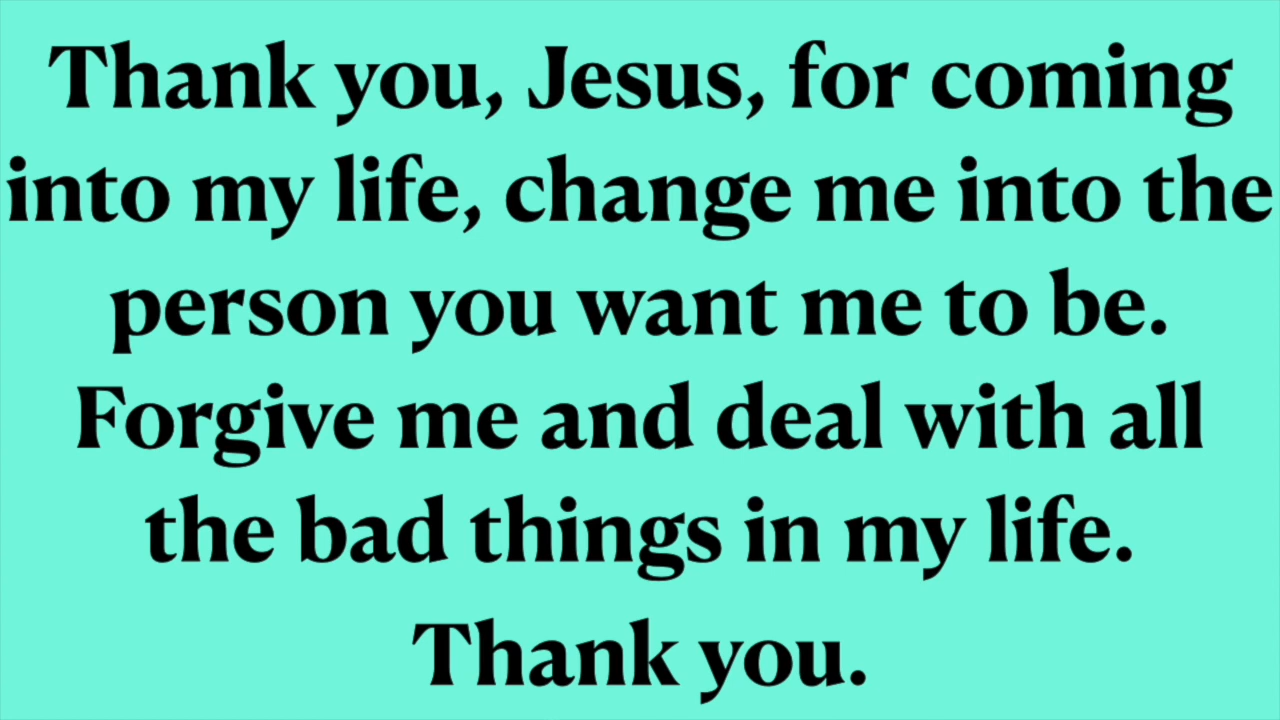 Thank you, Jesus, for coming
into my life, change me into the
person you want me to be.
Forgive me and deal with all
the bad things in my life.
Thank you.